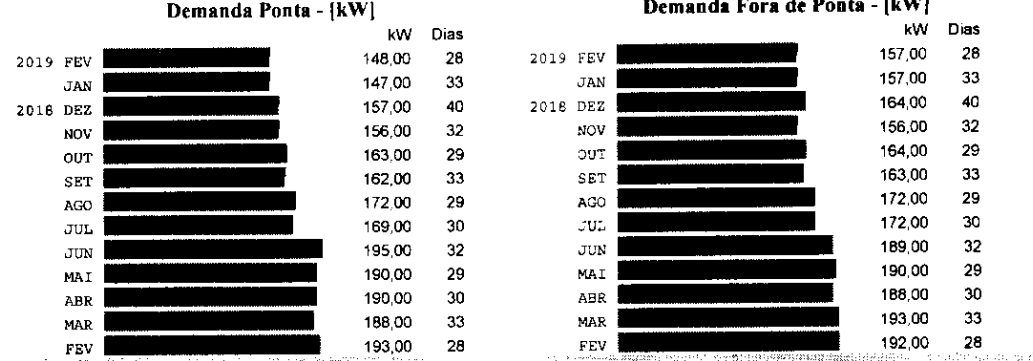 Demanda Ponta - [kW]
kW Dias
2019 FEV 148,00 28
JAN 147,00 33
2018 DEZ 157,00 40
NOV 156,00 32
OUT 163,00 29
SET 162,00 33
AGO 172,00 29
JUL 169,00 30
JUN 195,00 32
MAI 190,00 29
ABR 190,00 30
MAR 188,00 33
FEV 193,00 28
Demanda Fora de Ponta - [kW]
kW Dias
2019 FEV 157,00 28
JAN 157,00 33
2018 DEZ 164,00 40
NOV 156,00 32
OUT 164,00 29
SET 163,00 33
AGO 172,00 29
JUL 172,00 30
JUN 189,00 32
MAI 190,00 29
ABR 188,00 30
MAR 193,00 33
FEV 192,00 28